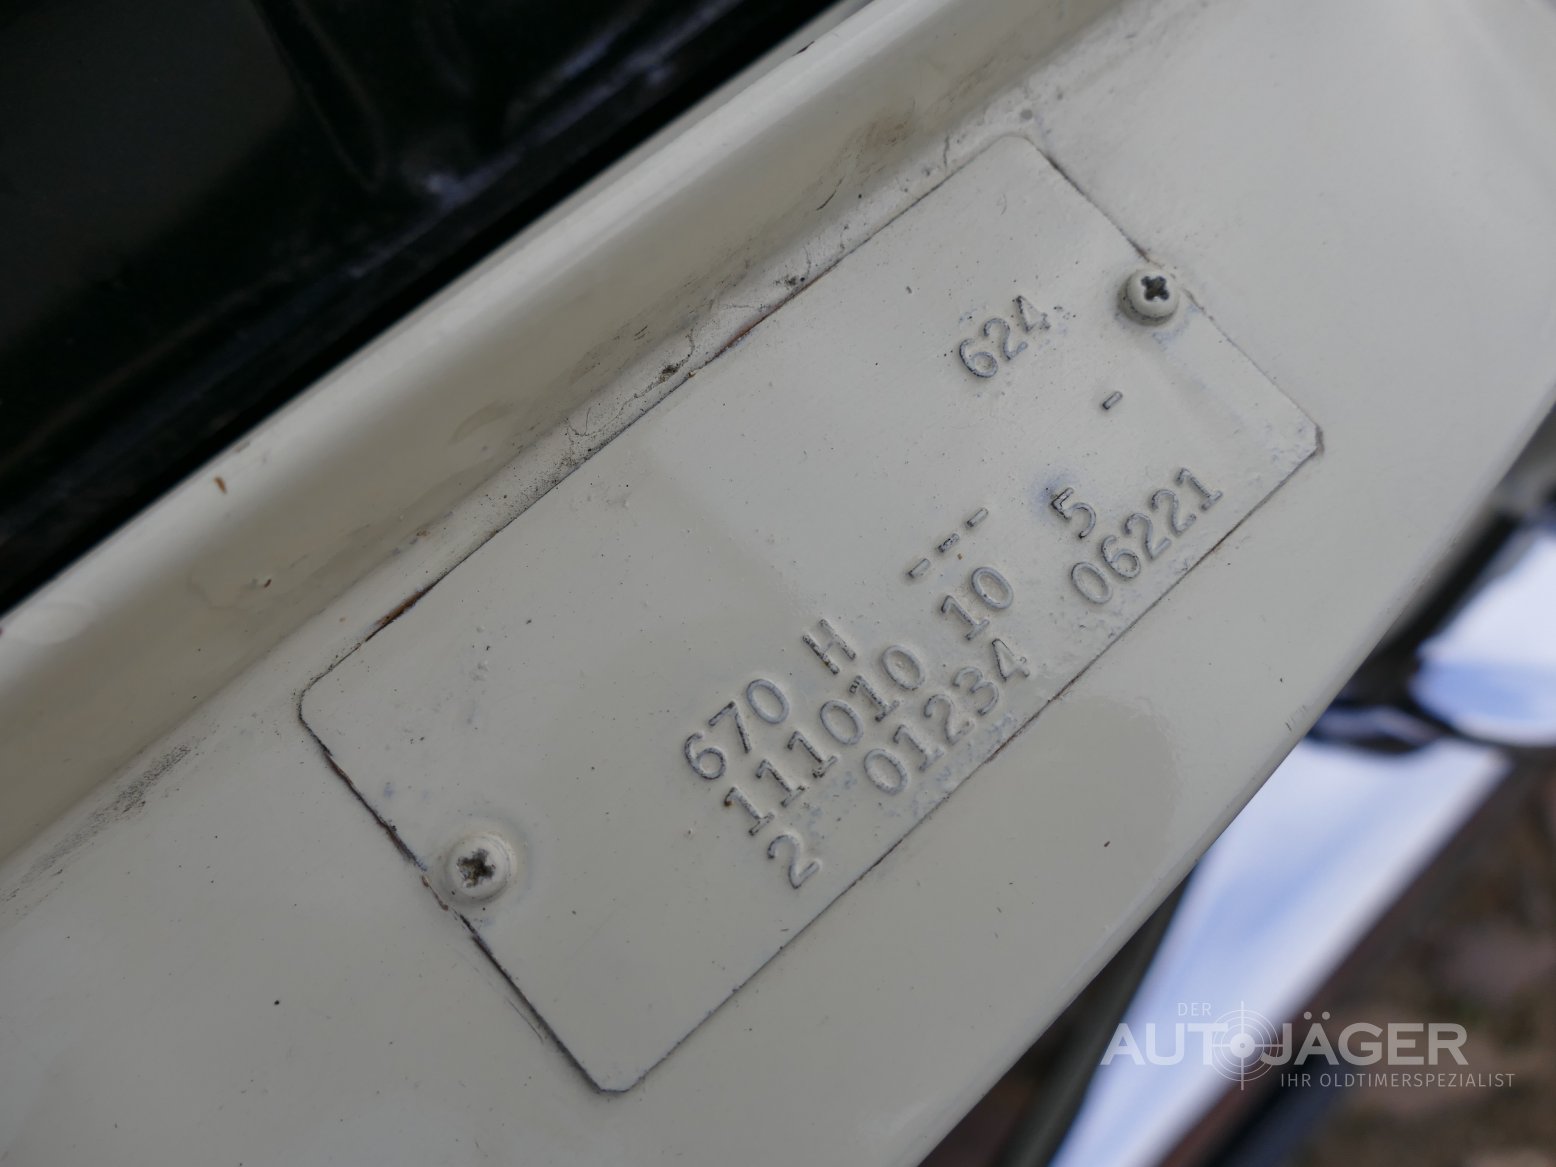 624
670 H --- -
111010 10 5
2 01234 06221
DER
AUTOJÄGER
IHR OLDTIMERSPEZIALIST